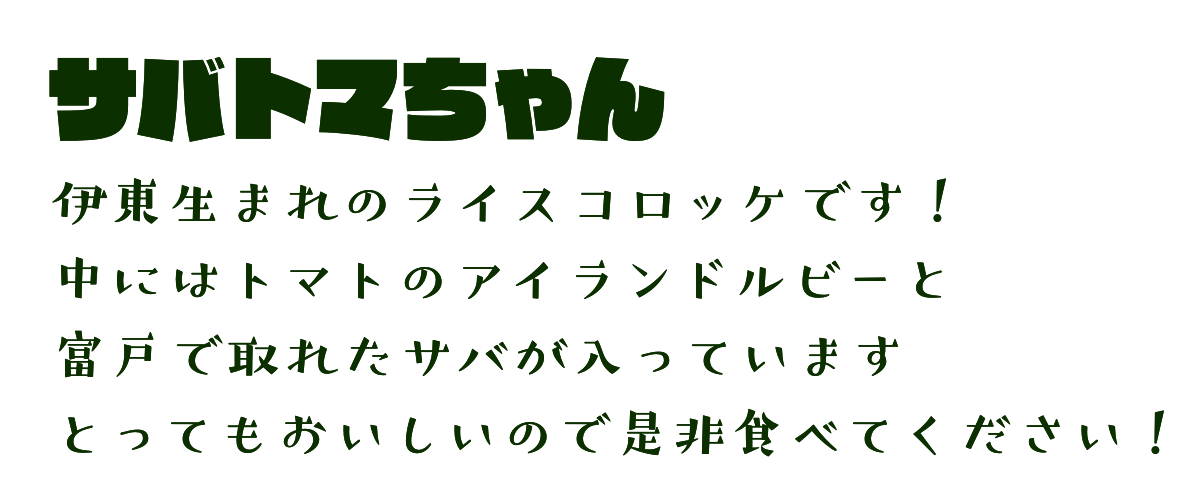 サバトマちゃん
伊東生まれのライスコロッケです！
中にはトマトのアイランドルビーと
富戸で取れたサバが入っています
とってもおいしいので是非食べてください！